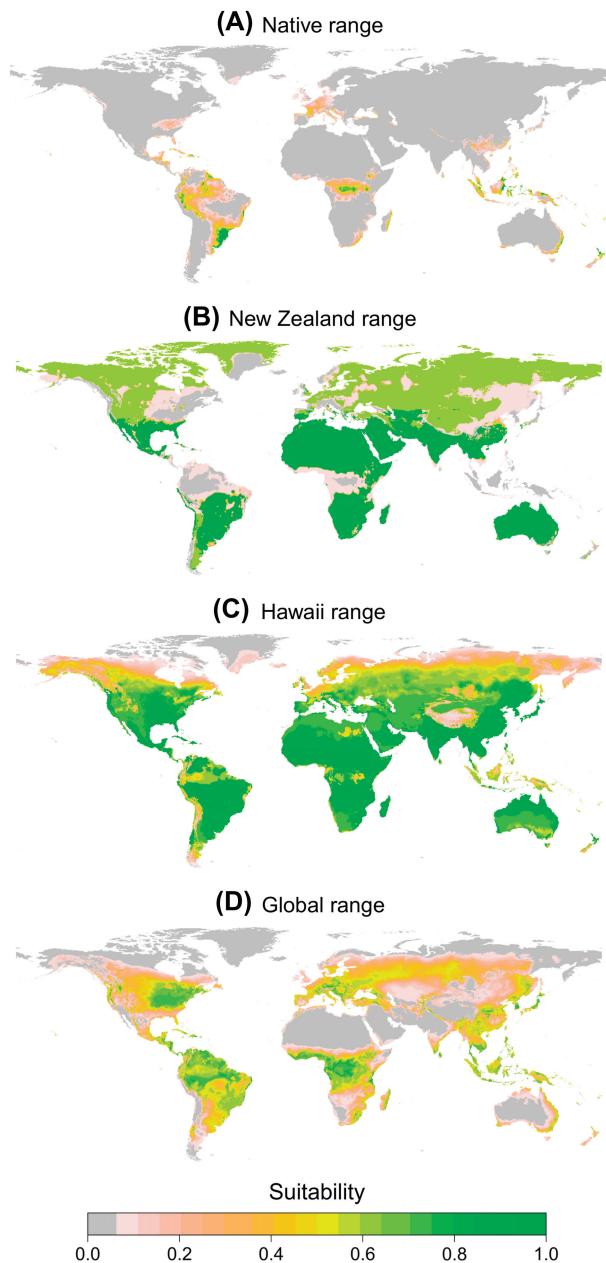 (A) Native range
(B) New Zealand range
(C) Hawaii range
(D) Global range
Suitability
0.0 0.2 0.4 0.6 0.8 1.0